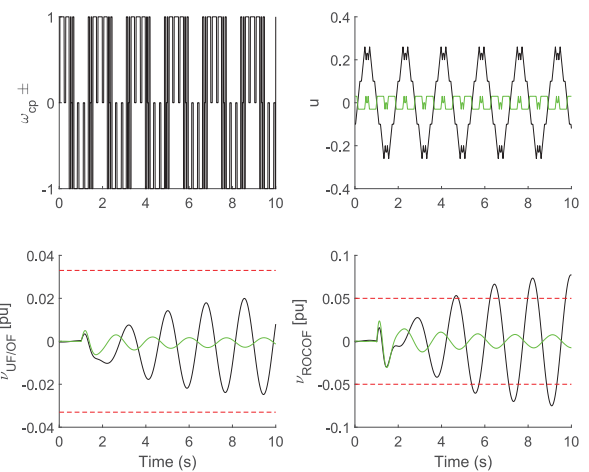 1
0
-1
0 2 4 6 8 10
ω_cp ±
0.4
0.2
0
-0.2
-0.4
0 2 4 6 8 10
u
0.04
0.02
0
-0.02
-0.04
0 2 4 6 8 10
ν_UF/OF [pu]
Time (s)
0.1
0.05
0
-0.05
-0.1
0 2 4 6 8 10
ν_ROCOF [pu]
Time (s)